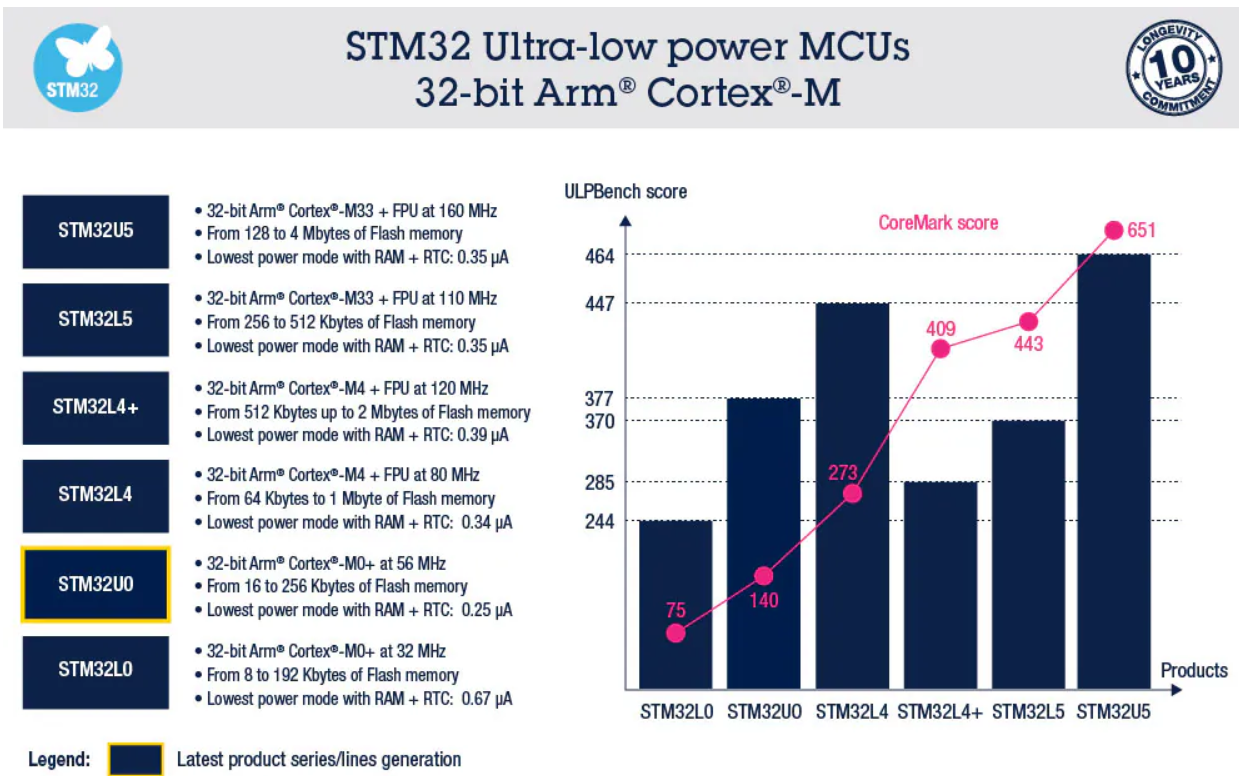 STM32
STM32 Ultra-low power MCUs
32-bit Arm® Cortex®-M
LONGEVITY
10
YEARS
COMMITMENT
STM32U5
• 32-bit Arm® Cortex®-M33 + FPU at 160 MHz
• From 128 to 4 Mbytes of Flash memory
• Lowest power mode with RAM + RTC: 0.35 µA
STM32L5
• 32-bit Arm® Cortex®-M33 + FPU at 110 MHz
• From 256 to 512 Kbytes of Flash memory
• Lowest power mode with RAM + RTC: 0.35 µA
STM32L4+
• 32-bit Arm® Cortex®-M4 + FPU at 120 MHz
• From 512 Kbytes up to 2 Mbytes of Flash memory
• Lowest power mode with RAM + RTC: 0.39 µA
STM32L4
• 32-bit Arm® Cortex®-M4 + FPU at 80 MHz
• From 64 Kbytes to 1 Mbyte of Flash memory
• Lowest power mode with RAM + RTC: 0.34 µA
STM32U0
• 32-bit Arm® Cortex®-M0+ at 56 MHz
• From 16 to 256 Kbytes of Flash memory
• Lowest power mode with RAM + RTC: 0.25 µA
STM32L0
• 32-bit Arm® Cortex®-M0+ at 32 MHz
• From 8 to 192 Kbytes of Flash memory
• Lowest power mode with RAM + RTC: 0.67 µA
Legend: Latest product series/lines generation
ULPBench score
CoreMark score
464
447
377
370
285
244
75
140
273
409
443
651
Products
STM32L0 STM32U0 STM32L4 STM32L4+ STM32L5 STM32U5